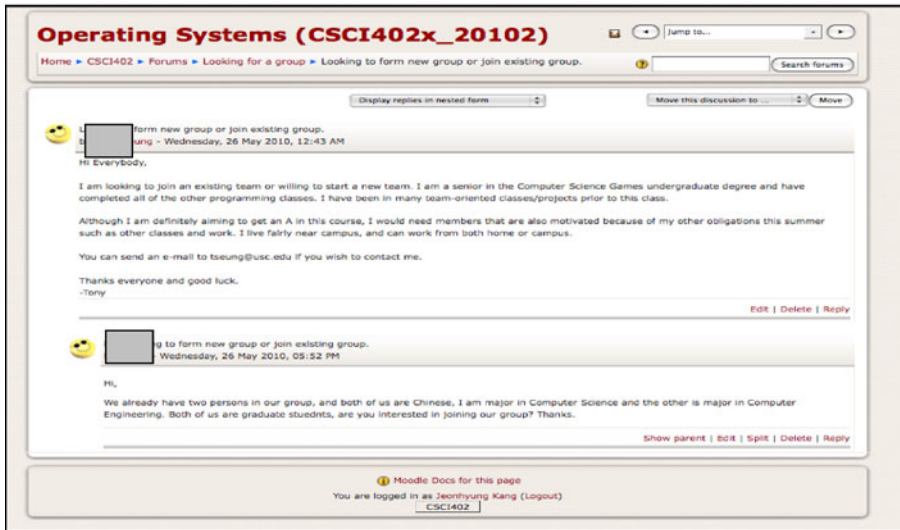 Operating Systems (CSCI402x_20102)
Jump to...
Home ► CSCI402 ► Forums ► Looking for a group ► Looking to form new group or join existing group.
Search forums
Display replies in nested form
Move this discussion to ...
Move
form new group or join existing group.
ung - Wednesday, 26 May 2010, 12:43 AM
Hi Everybody,
I am looking to join an existing team or willing to start a new team. I am a senior in the Computer Science Games undergraduate degree and have
completed all of the other programming classes. I have been in many team-oriented classes/projects prior to this class.
Although I am definitely aiming to get an A in this course, I would need members that are also motivated because of my other obligations this summer
such as other classes and work. I live fairly near campus, and can work from both home or campus.
You can send an e-mail to tseung@usc.edu if you wish to contact me.
Thanks everyone and good luck.
-Tony
Edit | Delete | Reply
g to form new group or join existing group.
- Wednesday, 26 May 2010, 05:52 PM
Hi,
We already have two persons in our group, and both of us are Chinese, I am major in Computer Science and the other is major in Computer
Engineering. Both of us are graduate stuednts, are you interested in joining our group? Thanks.
Show parent | Edit | Split | Delete | Reply
Moodle Docs for this page
You are logged in as Jeonhyung Kang (Logout)
CSCI402